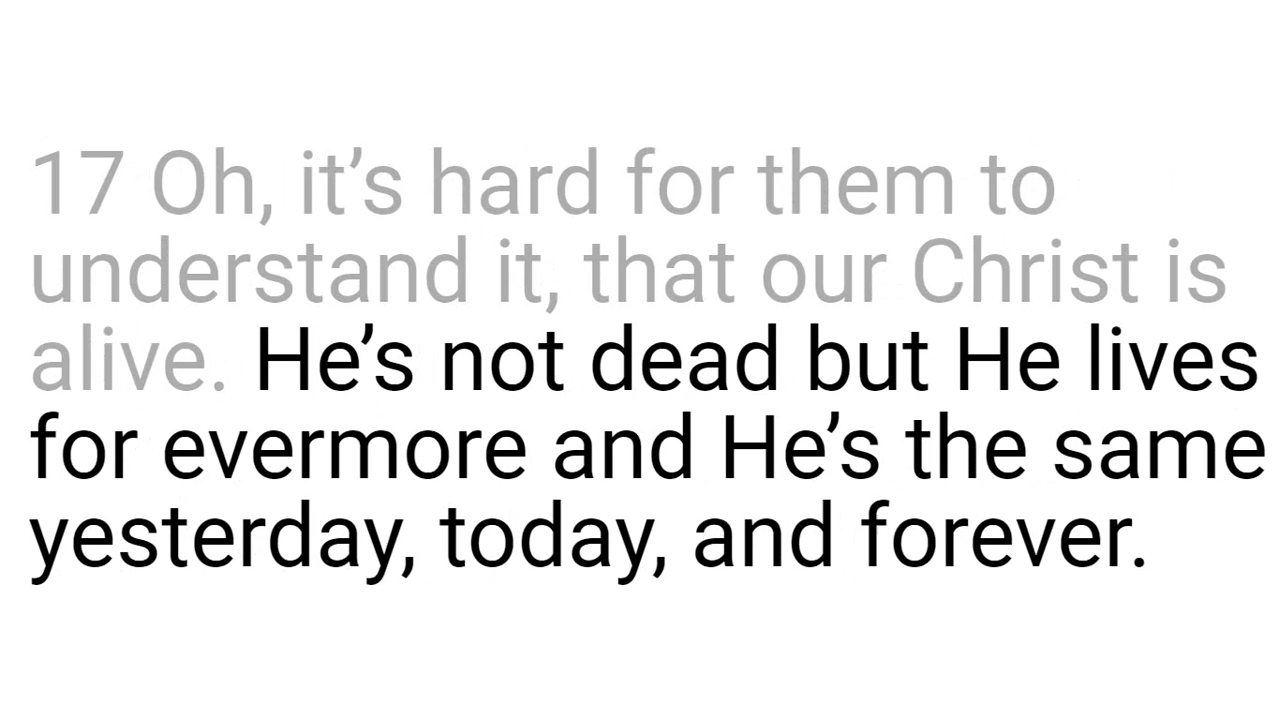 17 Oh, it’s hard for them to
understand it, that our Christ is
alive. He’s not dead but He lives
for evermore and He’s the same
yesterday, today, and forever.